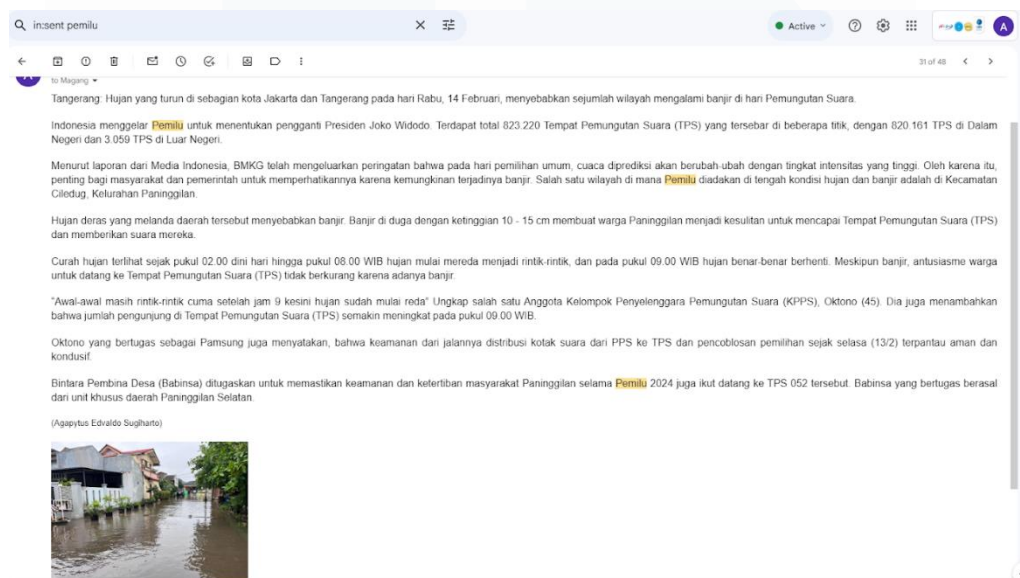 in:sent pemilu
Active
A
31 of 48
to Magang
Tangerang: Hujan yang turun di sebagian kota Jakarta dan Tangerang pada hari Rabu, 14 Februari, menyebabkan sejumlah wilayah mengalami banjir di hari Pemungutan Suara.
Indonesia menggelar Pemilu untuk menentukan pengganti Presiden Joko Widodo. Terdapat total 823.220 Tempat Pemungutan Suara (TPS) yang tersebar di beberapa titik, dengan 820.161 TPS di Dalam
Negeri dan 3.059 TPS di Luar Negeri.
Menurut laporan dari Media Indonesia, BMKG telah mengeluarkan peringatan bahwa pada hari pemilihan umum, cuaca diprediksi akan berubah-ubah dengan tingkat intensitas yang tinggi. Oleh karena itu,
penting bagi masyarakat dan pemerintah untuk memperhatikannya karena kemungkinan terjadinya banjir. Salah satu wilayah di mana Pemilu diadakan di tengah kondisi hujan dan banjir adalah di Kecamatan
Ciledug, Kelurahan Paninggilan.
Hujan deras yang melanda daerah tersebut menyebabkan banjir. Banjir di duga dengan ketinggian 10 - 15 cm membuat warga Paninggilan menjadi kesulitan untuk mencapai Tempat Pemungutan Suara (TPS)
dan memberikan suara mereka.
Curah hujan terlihat sejak pukul 02.00 dini hari hingga pukul 08.00 WIB hujan mulai mereda menjadi rintik-rintik, dan pada pukul 09.00 WIB hujan benar-benar berhenti. Meskipun banjir, antusiasme warga
untuk datang ke Tempat Pemungutan Suara (TPS) tidak berkurang karena adanya banjir.
"Awal-awal masih rintik-rintik cuma setelah jam 9 kesini hujan sudah mulai reda" Ungkap salah satu Anggota Kelompok Penyelenggara Pemungutan Suara (KPPS), Oktono (45). Dia juga menambahkan
bahwa jumlah pengunjung di Tempat Pemungutan Suara (TPS) semakin meningkat pada pukul 09.00 WIB.
Oktono yang bertugas sebagai Pamsung juga menyatakan, bahwa keamanan dari jalannya distribusi kotak suara dari PPS ke TPS dan pencoblosan pemilihan sejak selasa (13/2) terpantau aman dan
kondusif.
Bintara Pembina Desa (Babinsa) ditugaskan untuk memastikan keamanan dan ketertiban masyarakat Paninggilan selama Pemilu 2024 juga ikut datang ke TPS 052 tersebut. Babinsa yang bertugas berasal
dari unit khusus daerah Paninggilan Selatan.
(Agapytus Edvaldo Sugiharto)